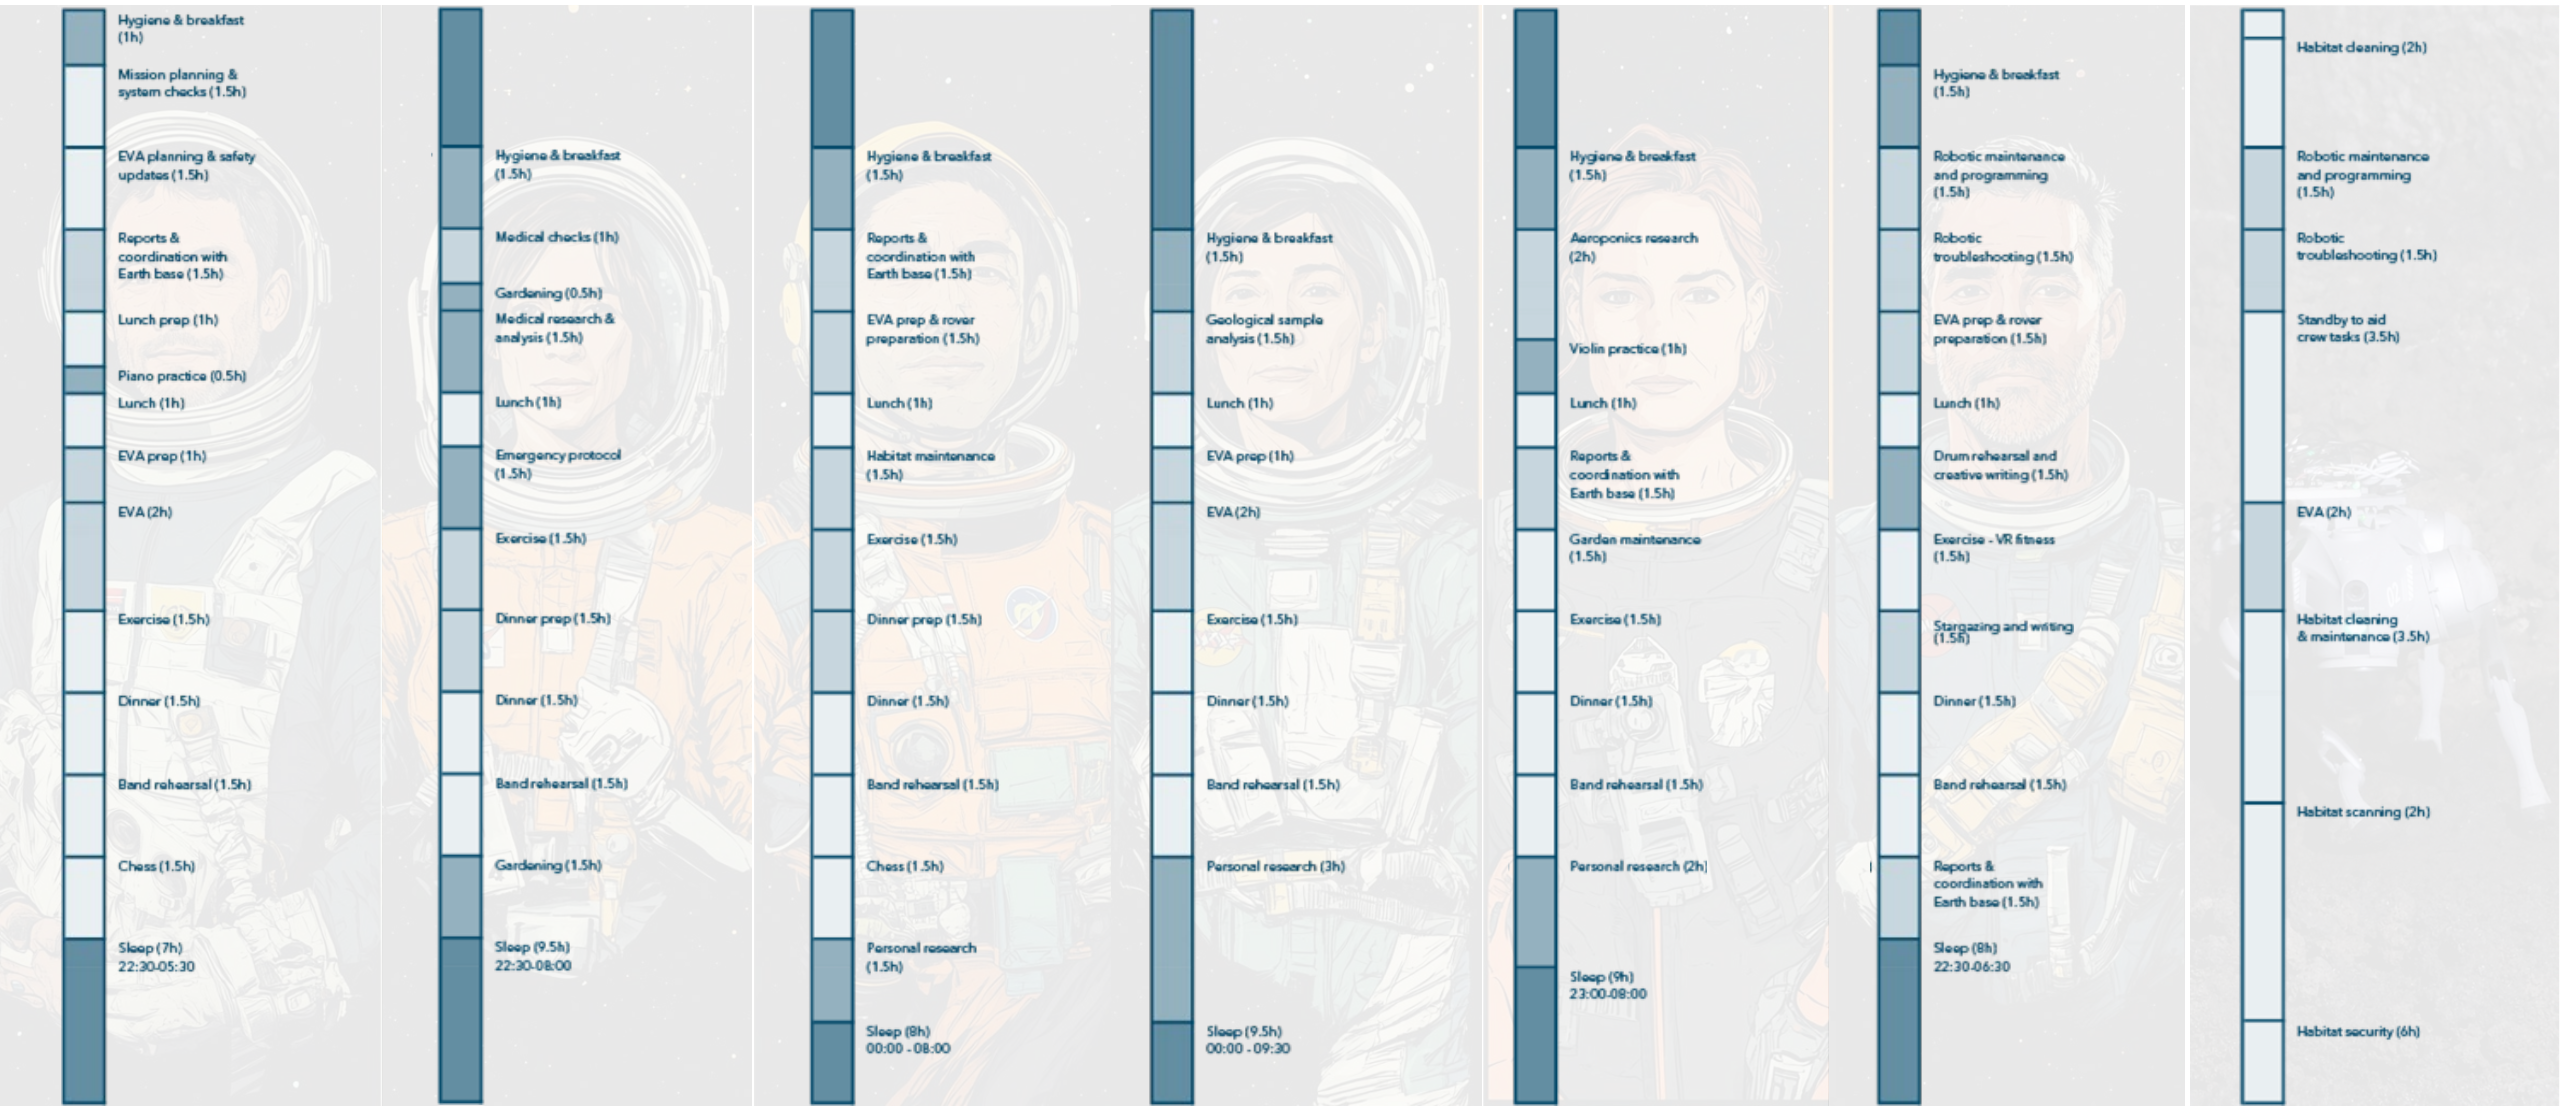 Hygiene & breakfast
(1h)
Mission planning &
system checks (1.5h)
EVA planning & safety
updates (1.5h)
Reports &
coordination with
Earth base (1.5h)
Lunch prep (1h)
Piano practice (0.5h)
Lunch (1h)
EVA prep (1h)
EVA (2h)
Exercise (1.5h)
Dinner (1.5h)
Band rehearsal (1.5h)
Chess (1.5h)
Sleep (7h)
22:30-05:30
Hygiene & breakfast
(1.5h)
Medical checks (1h)
Gardening (0.5h)
Medical research &
analysis (1.5h)
Lunch (1h)
Emergency protocol
(1.5h)
Exercise (1.5h)
Dinner prep (1.5h)
Dinner (1.5h)
Band rehearsal (1.5h)
Gardening (1.5h)
Sleep (9.5h)
22:30-08:00
Hygiene & breakfast
(1.5h)
Reports &
coordination with
Earth base (1.5h)
EVA prep & rover
preparation (1.5h)
Lunch (1h)
Habitat maintenance
(1.5h)
Exercise (1.5h)
Dinner prep (1.5h)
Dinner (1.5h)
Band rehearsal (1.5h)
Chess (1.5h)
Personal research
(1.5h)
Sleep (8h)
00:00 - 08:00
Hygiene & breakfast
(1.5h)
Geological sample
analysis (1.5h)
Lunch (1h)
EVA prep (1h)
EVA (2h)
Exercise (1.5h)
Dinner (1.5h)
Band rehearsal (1.5h)
Personal research (3h)
Sleep (9.5h)
00:00 - 09:30
Hygiene & breakfast
(1.5h)
Aeroponics research
(2h)
Violin practice (1h)
Lunch (1h)
Reports &
coordination with
Earth base (1.5h)
Garden maintenance
(1.5h)
Exercise (1.5h)
Dinner (1.5h)
Band rehearsal (1.5h)
Personal research (2h)
Sleep (9h)
23:00-08:00
Hygiene & breakfast
(1.5h)
Robotic maintenance
and programming
(1.5h)
Robotic
troubleshooting (1.5h)
EVA prep & rover
preparation (1.5h)
Lunch (1h)
Drum rehearsal and
creative writing (1.5h)
Exercise - VR fitness
(1.5h)
Stargazing and writing
(1.5h)
Dinner (1.5h)
Band rehearsal (1.5h)
Reports &
coordination with
Earth base (1.5h)
Sleep (8h)
22:30-06:30
Habitat cleaning (2h)
Robotic maintenance
and programming
(1.5h)
Robotic
troubleshooting (1.5h)
Standby to aid
crew tasks (3.5h)
EVA (2h)
Habitat cleaning
& maintenance (3.5h)
Habitat scanning (2h)
Habitat security (6h)